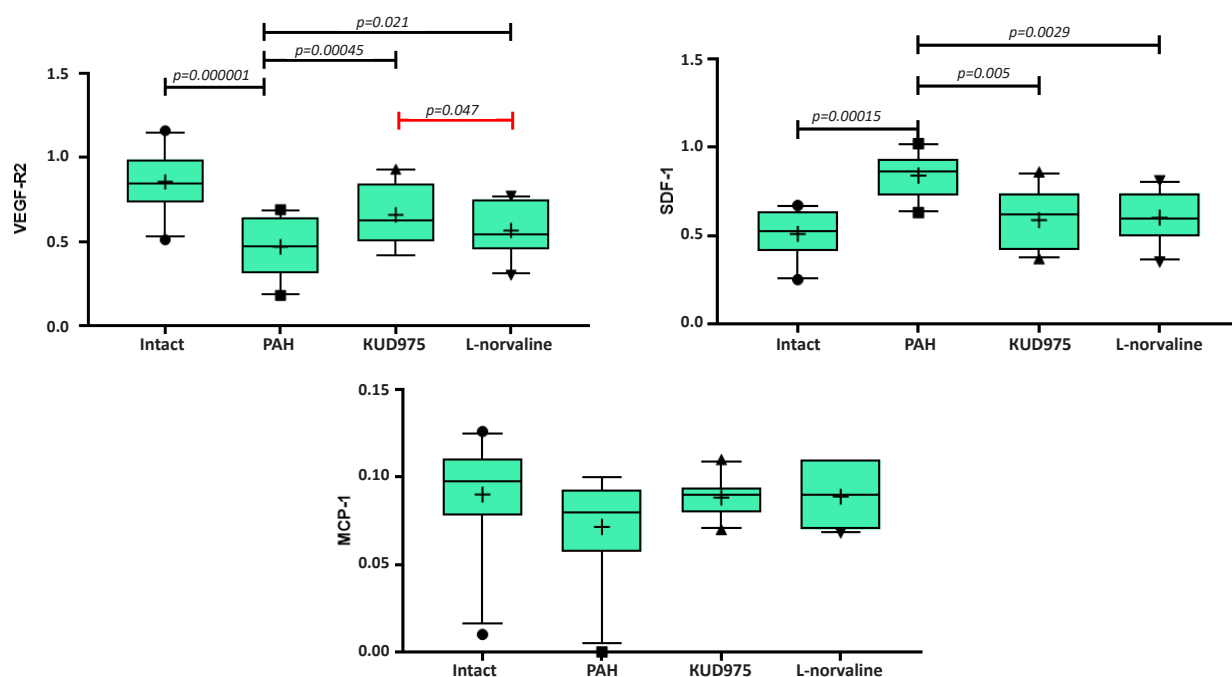 p=0.021
p=0.00045
p=0.000001
p=0.047
VEGF-R2
1.5
1.0
0.5
0.0
Intact PAH KUD975 L-norvaline
p=0.0029
p=0.005
p=0.00015
SDF-1
1.5
1.0
0.5
0.0
Intact PAH KUD975 L-norvaline
MCP-1
0.15
0.10
0.05
0.00
Intact PAH KUD975 L-norvaline